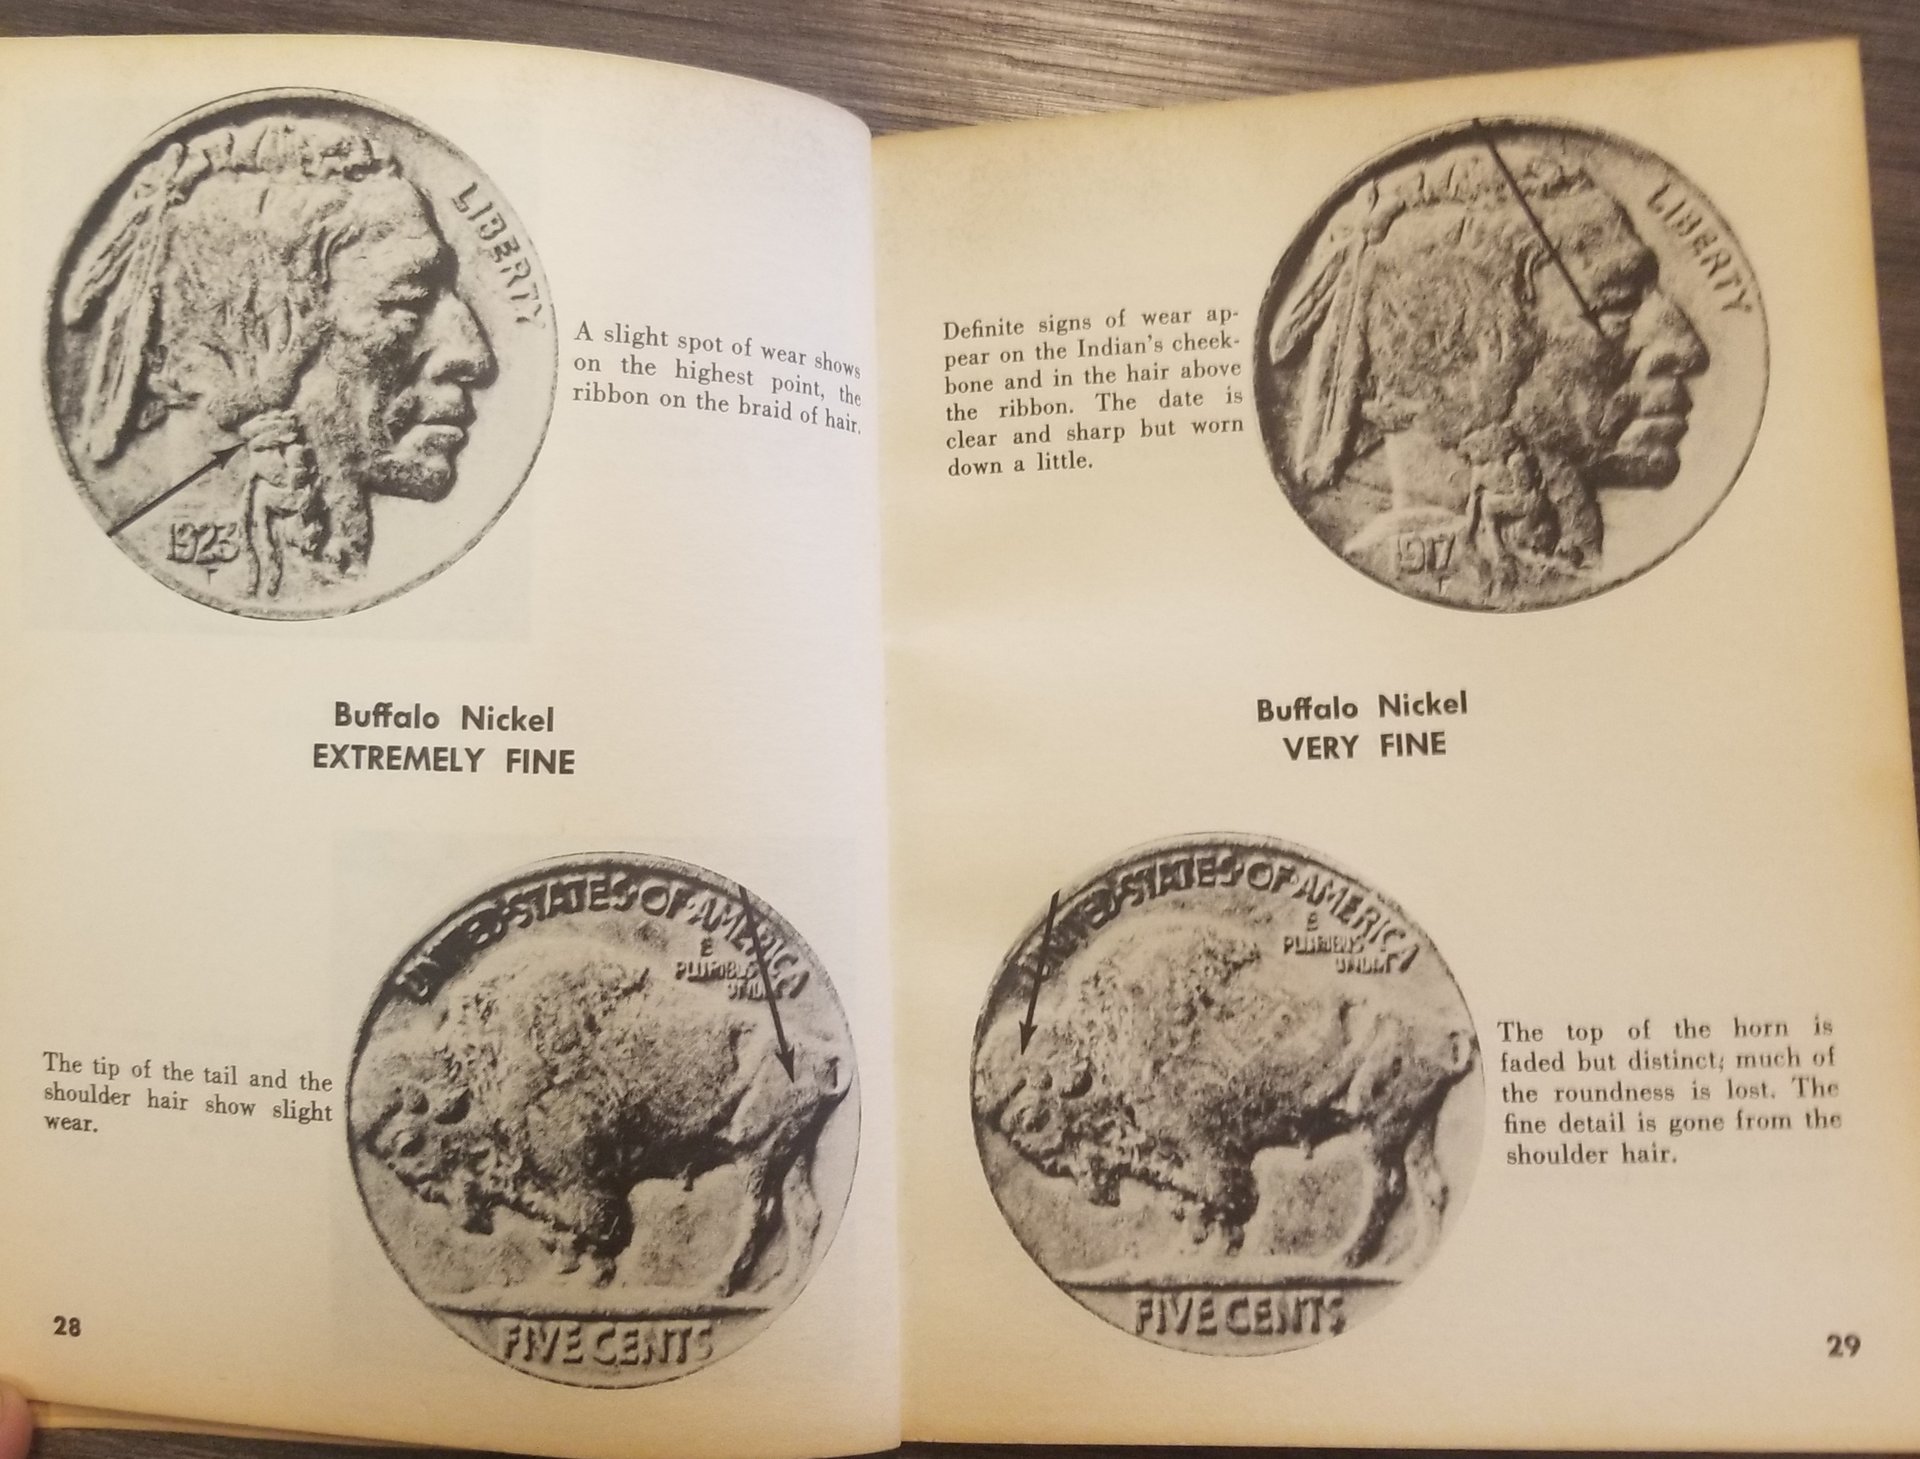 LIBERTY
1923
A slight spot of wear shows
on the highest point, the
ribbon on the braid of hair.
Buffalo Nickel
EXTREMELY FINE
The tip of the tail and the
shoulder hair show slight
wear.
UNITED·STATES·OF·AMERICA
E
PLURIBUS
FIVE CENTS
28
Definite signs of wear ap-
pear on the Indian's cheek-
bone and in the hair above
the ribbon. The date is
clear and sharp but worn
down a little.
LIBERTY
1917
Buffalo Nickel
VERY FINE
UNITED·STATES·OF·AMERICA
E
PLURIBUS
UNUM
FIVE CENTS
The top of the horn is
faded but distinct; much of
the roundness is lost. The
fine detail is gone from the
shoulder hair.
29